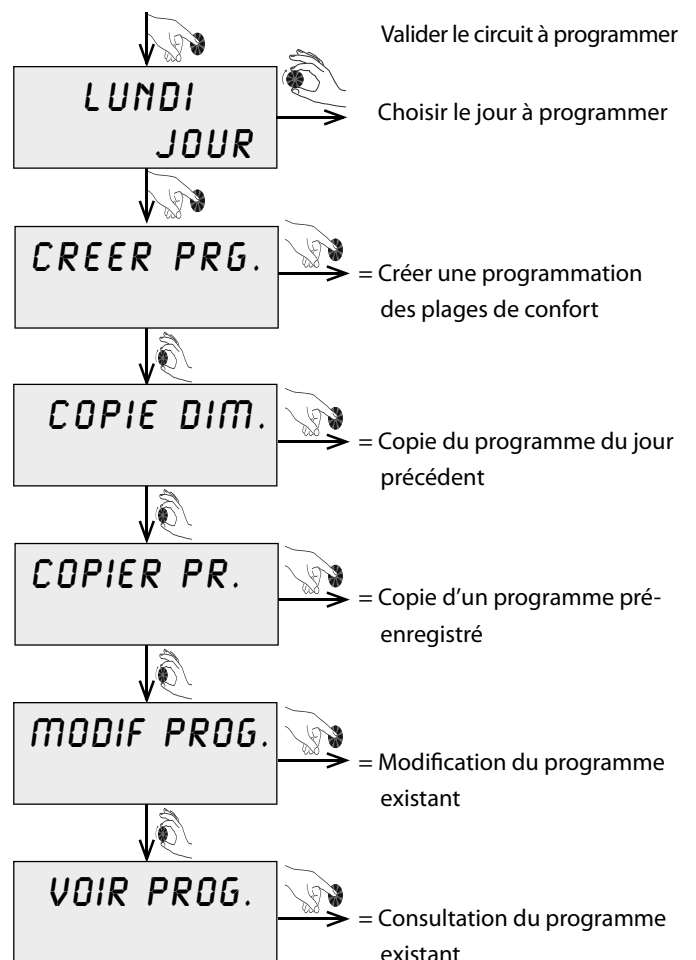 Valider le circuit à programmer
LUNDI
JOUR
Choisir le jour à programmer
CREER PRG.
= Créer une programmation
des plages de confort
COPIE DIM.
= Copie du programme du jour
précédent
COPIER PR.
= Copie d’un programme pré-
enregistré
MODIF PROG.
= Modification du programme
existant
VOIR PROG.
= Consultation du programme
existant